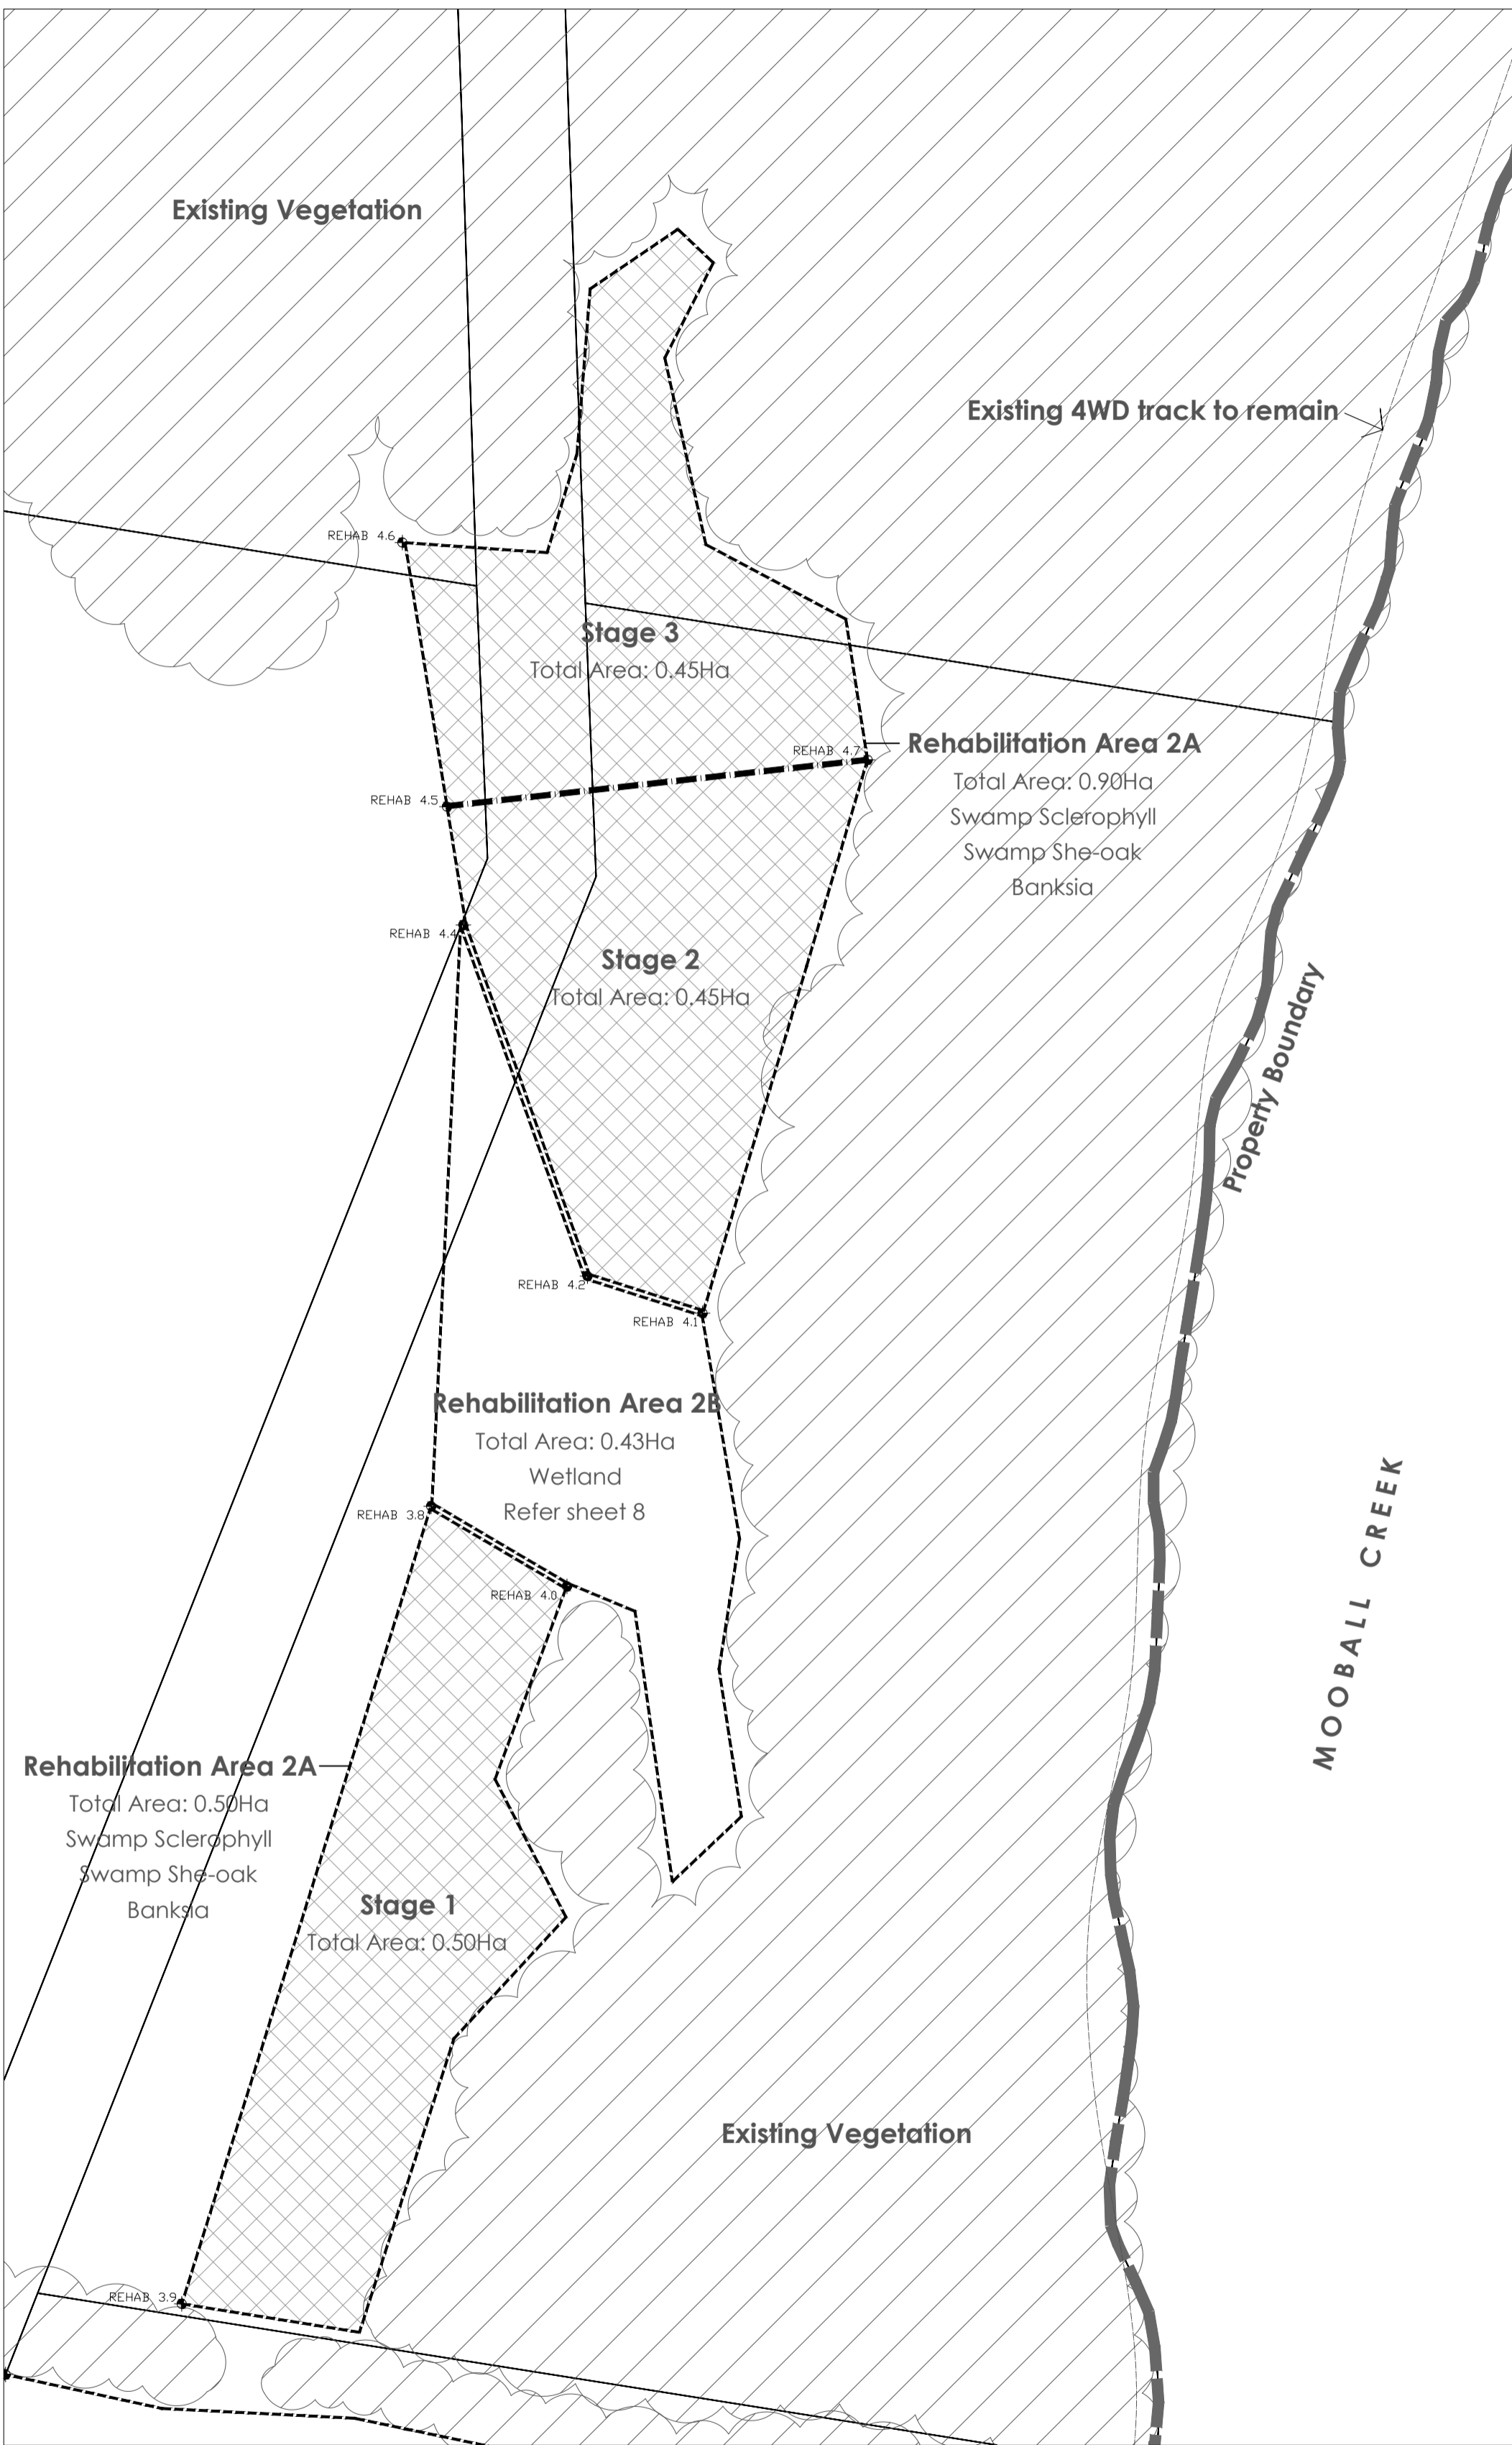 Existing Vegetation
Existing 4WD track to remain
REHAB 4.6
Stage 3
Total Area: 0.45Ha
REHAB 4.7
Rehabilitation Area 2A
Total Area: 0.90Ha
Swamp Sclerophyll
Swamp She-oak
Banksia
REHAB 4.5
REHAB 4.4
Stage 2
Total Area: 0.45Ha
Property Boundary
REHAB 4.2
REHAB 4.1
Rehabilitation Area 2B
Total Area: 0.43Ha
Wetland
Refer sheet 8
REHAB 3.8
REHAB 4.0
MOOBALL CREEK
Rehabilitation Area 2A
Total Area: 0.50Ha
Swamp Sclerophyll
Swamp She-oak
Banksia
Stage 1
Total Area: 0.50Ha
Existing Vegetation
REHAB 3.9